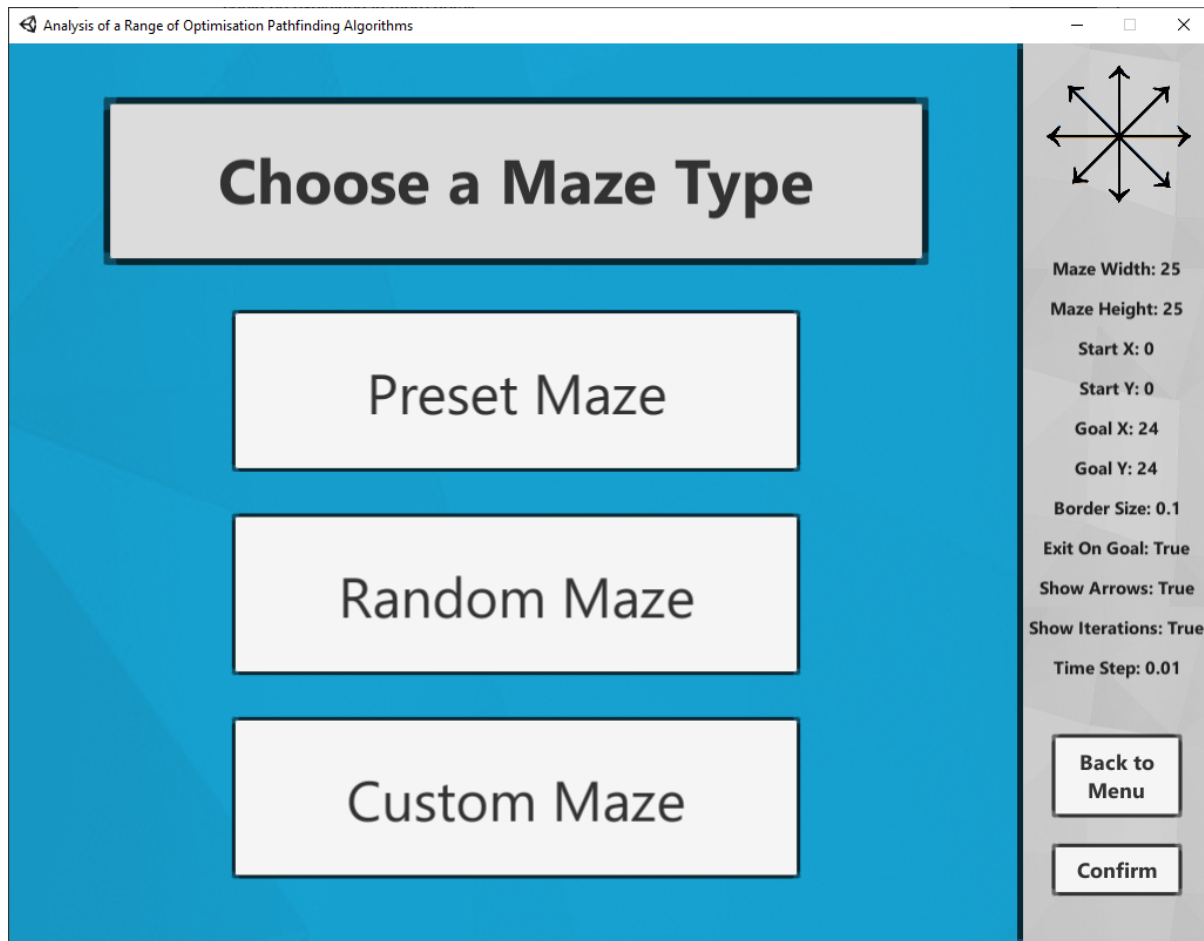 Analysis of a Range of Optimisation Pathfinding Algorithms
Choose a Maze Type
Preset Maze
Random Maze
Custom Maze
Maze Width: 25
Maze Height: 25
Start X: 0
Start Y: 0
Goal X: 24
Goal Y: 24
Border Size: 0.1
Exit On Goal: True
Show Arrows: True
Show Iterations: True
Time Step: 0.01
Back to
Menu
Confirm